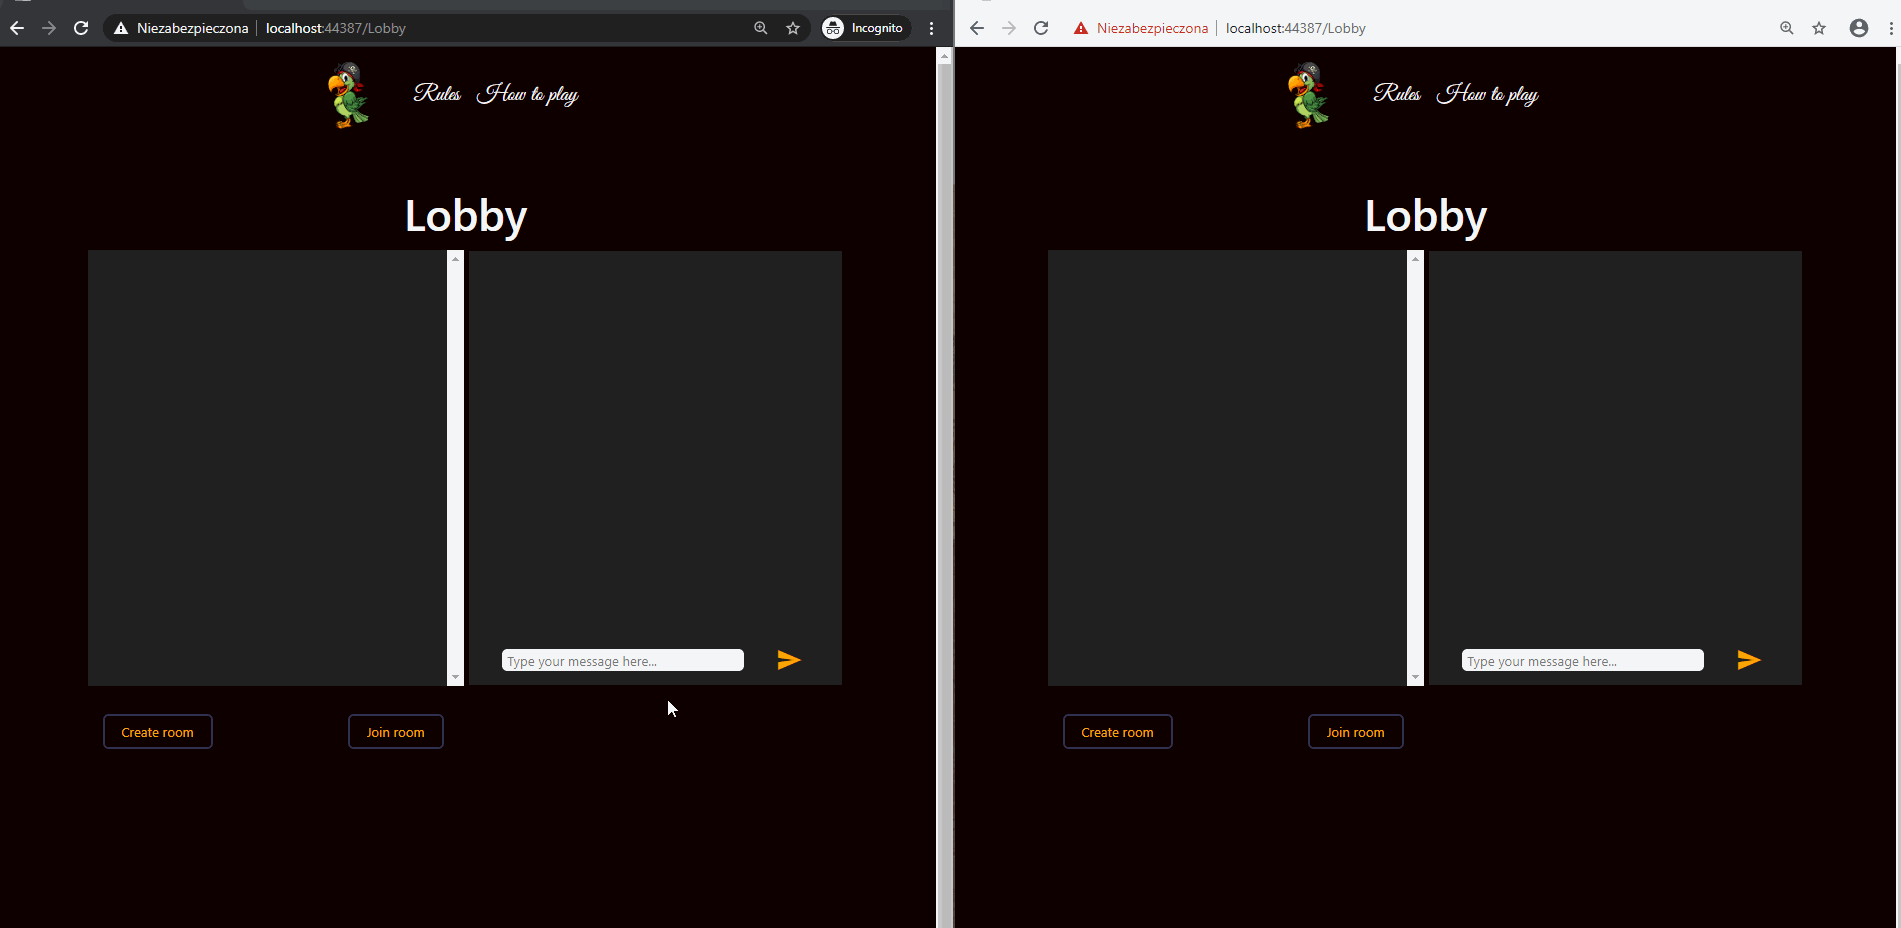 Niezabezpieczona localhost:44387/Lobby Incognito
Rules How to play
Lobby
Type your message here...
Create room Join room
Niezabezpieczona localhost:44387/Lobby
Rules How to play
Lobby
Type your message here...
Create room Join room